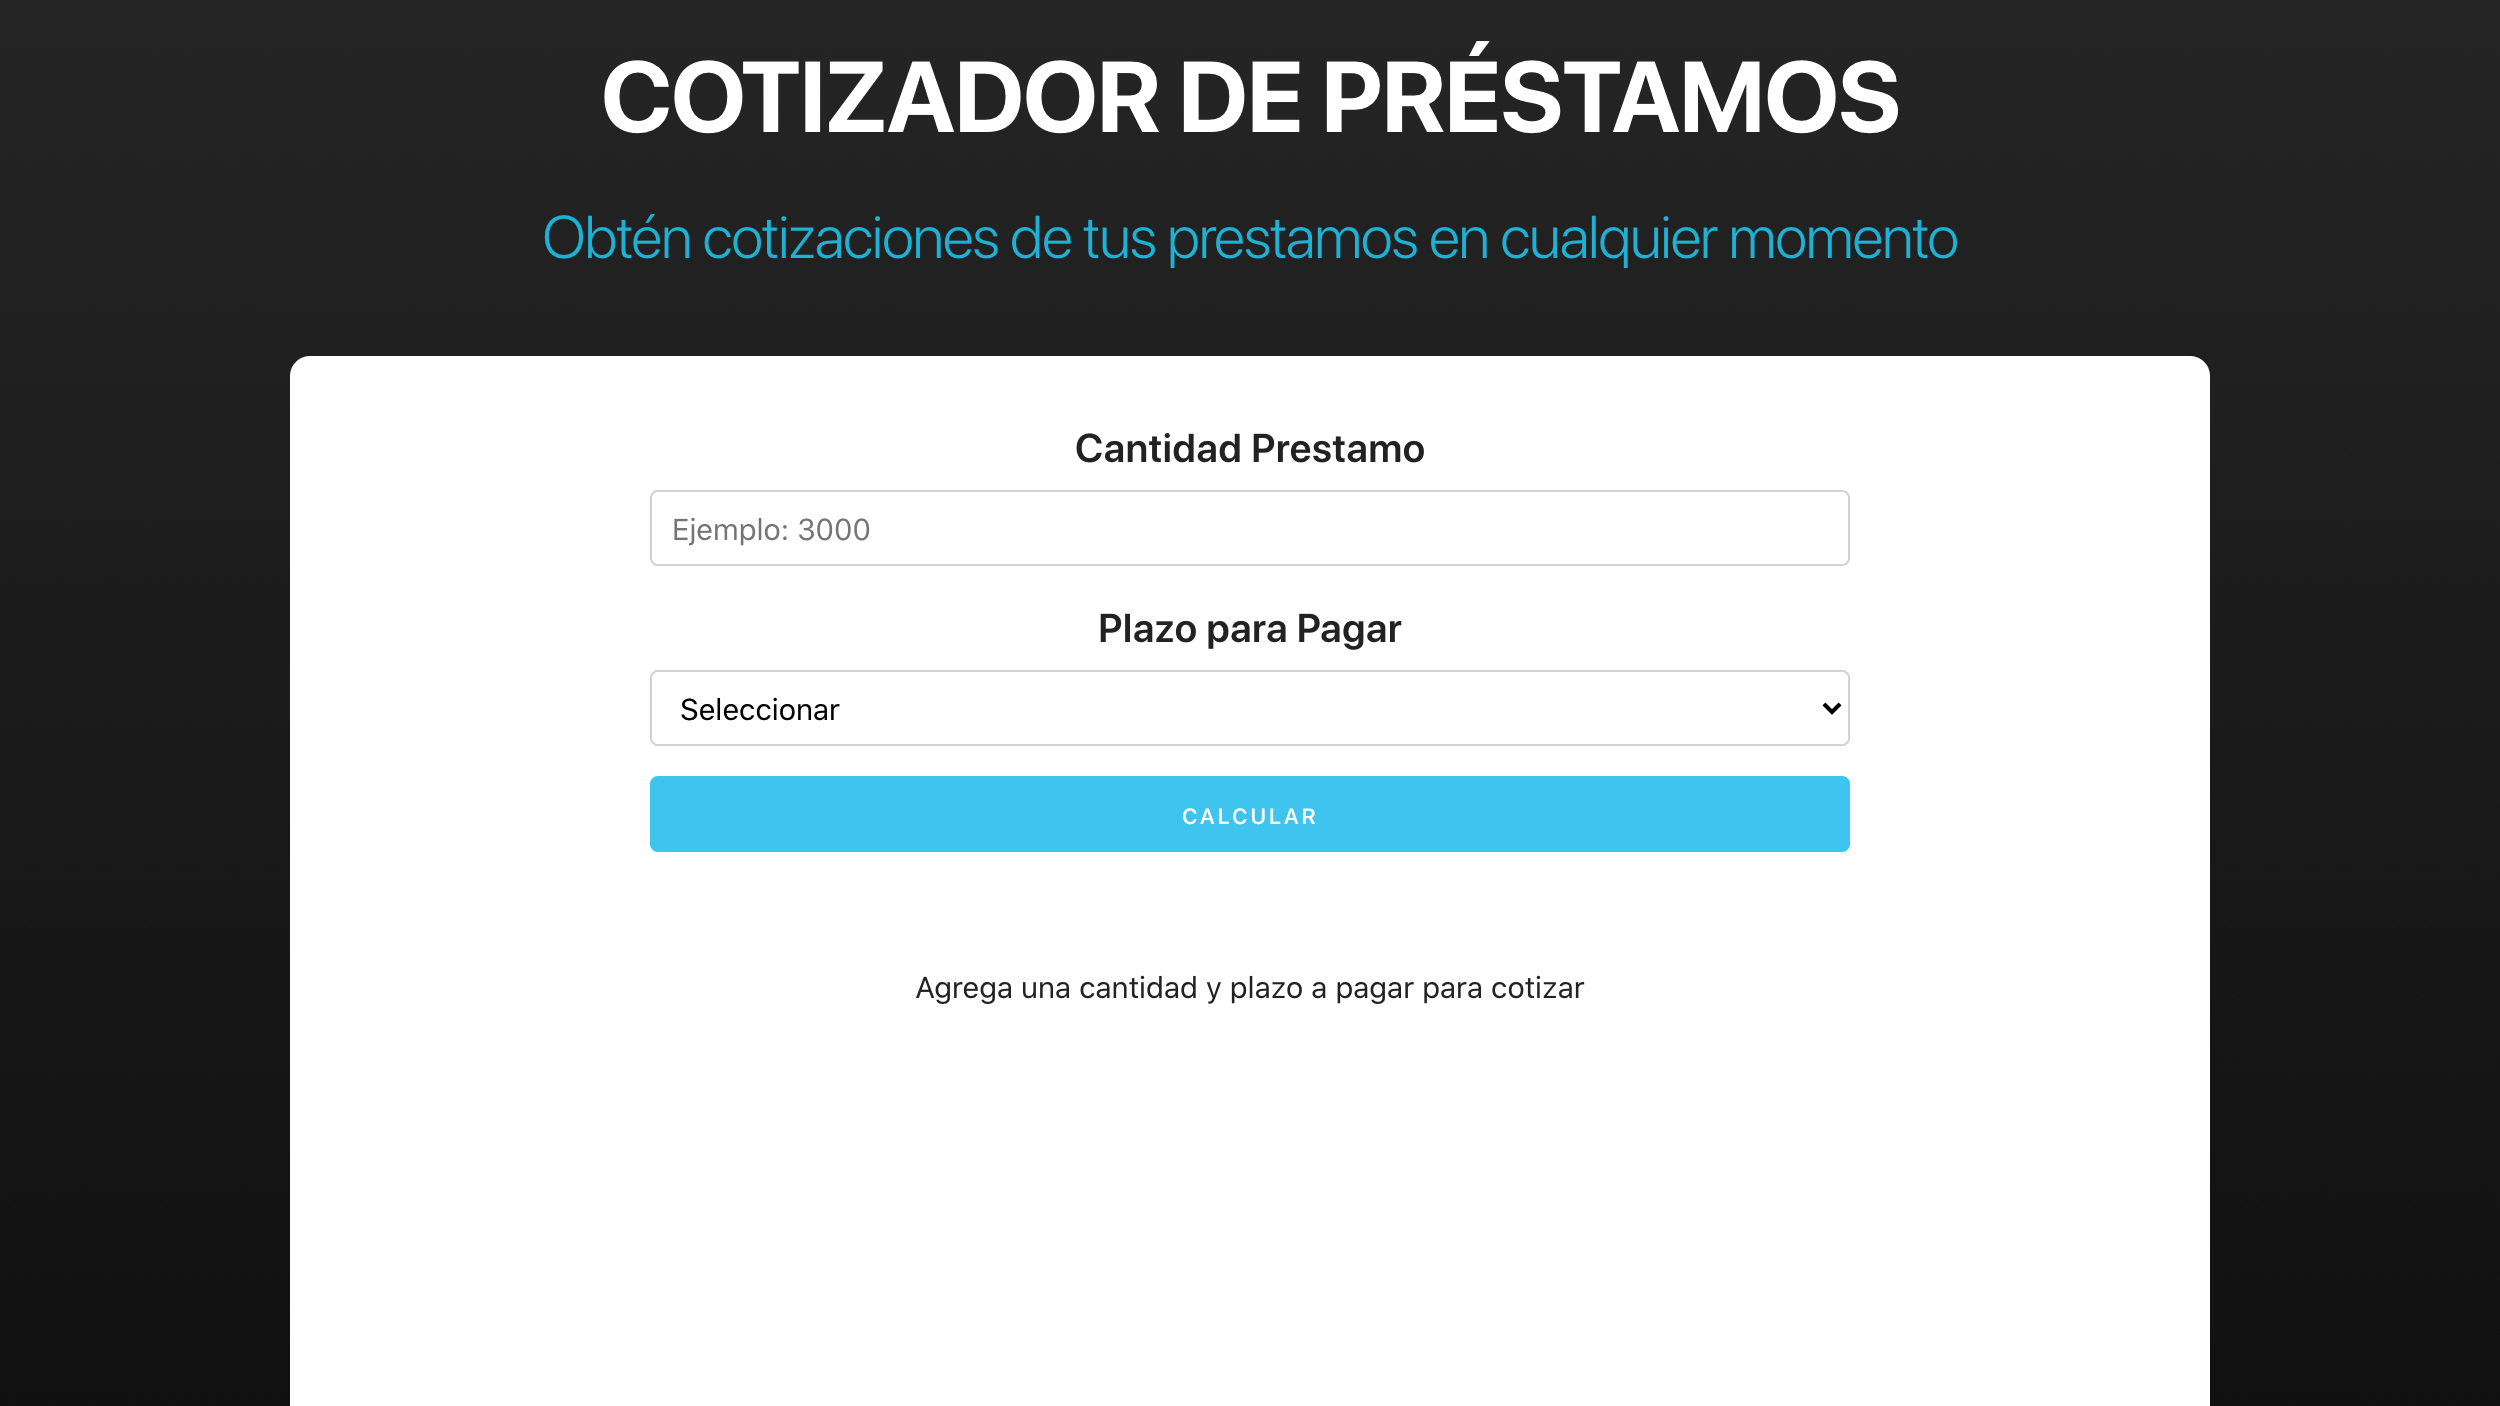 COTIZADOR DE PRÉSTAMOS
Obtén cotizaciones de tus prestamos en cualquier momento
Cantidad Prestamo
Ejemplo: 3000
Plazo para Pagar
Seleccionar
CALCULAR
Agrega una cantidad y plazo a pagar para cotizar